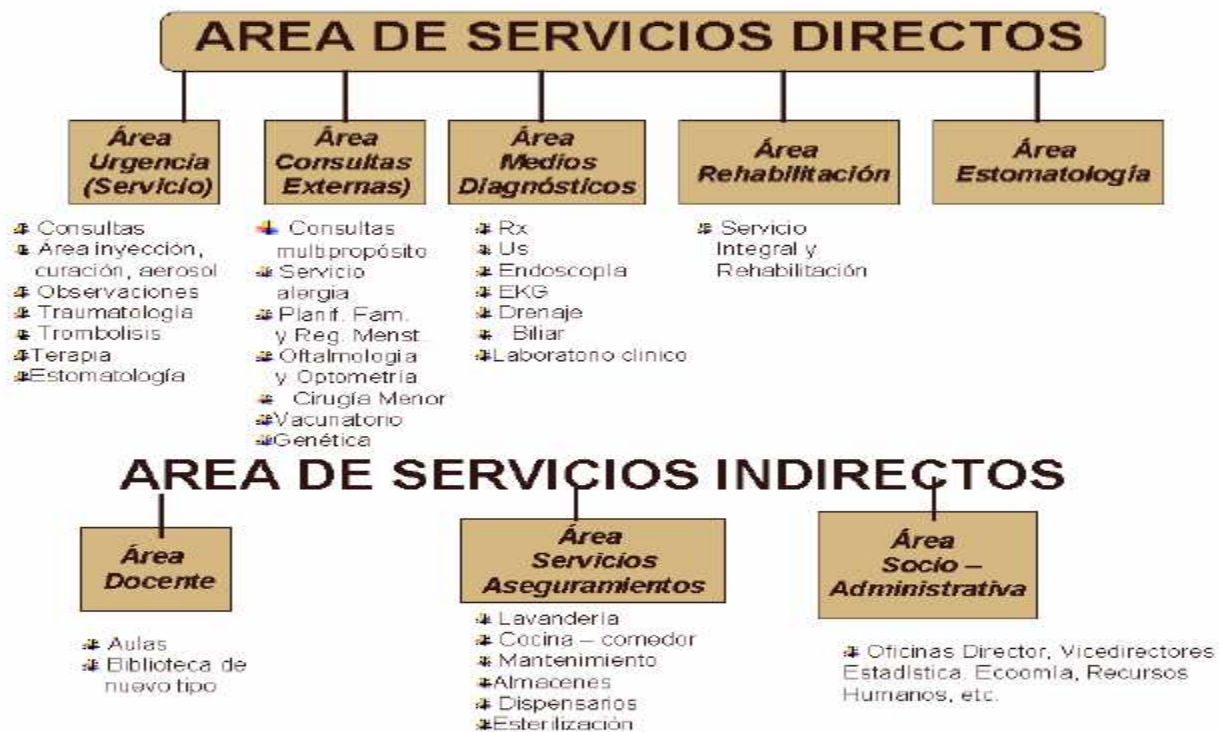 AREA DE SERVICIOS DIRECTOS
Área
Urgencia
(Servicio)
Consultas
Área inyección,
curación, aerosol
Observaciones
Traumatología
Trombolisis
Terapia
Estomatología
Área
Consultas
Externas)
Consultas
multipropósito
Servicio
alergia
Planif. Fam.
y Reg. Menst.
Oftalmología
y Optometría
Cirugía Menor
Vacunatorio
Genética
Área
Medios
Diagnósticos
Rx
Us
Endoscopía
EKG
Drenaje
Biliar
Laboratorio clínico
Área
Rehabilitación
Servicio
Integral y
Rehabilitación
Área
Estomatología
AREA DE SERVICIOS INDIRECTOS
Área
Docente
Aulas
Biblioteca de
nuevo tipo
Área
Servicios
Aseguramientos
Lavandería
Cocina – comedor
Mantenimiento
Almacenes
Dispensarios
Esterilización
Área
Socio –
Administrativa
Oficinas Director, Vicedirectores
Estadística. Ecoomía, Recursos
Humanos, etc.